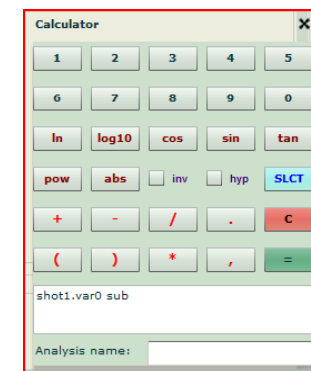 Calculator ×
1 2 3 4 5
6 7 8 9 0
ln log10 cos sin tan
pow abs inv hyp SLCT
+ - / . C
( ) * , =
shot1.var0 sub
Analysis name: